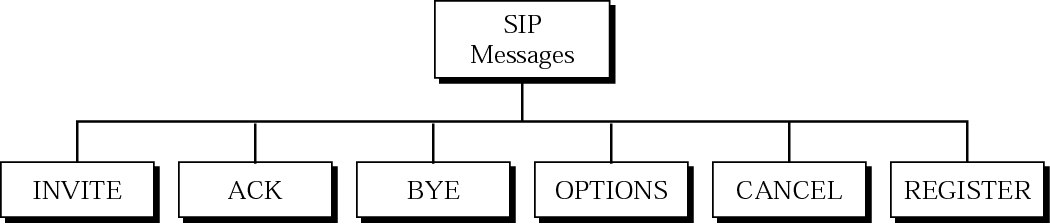 SIP
Messages
INVITE
ACK
BYE
OPTIONS
CANCEL
REGISTER